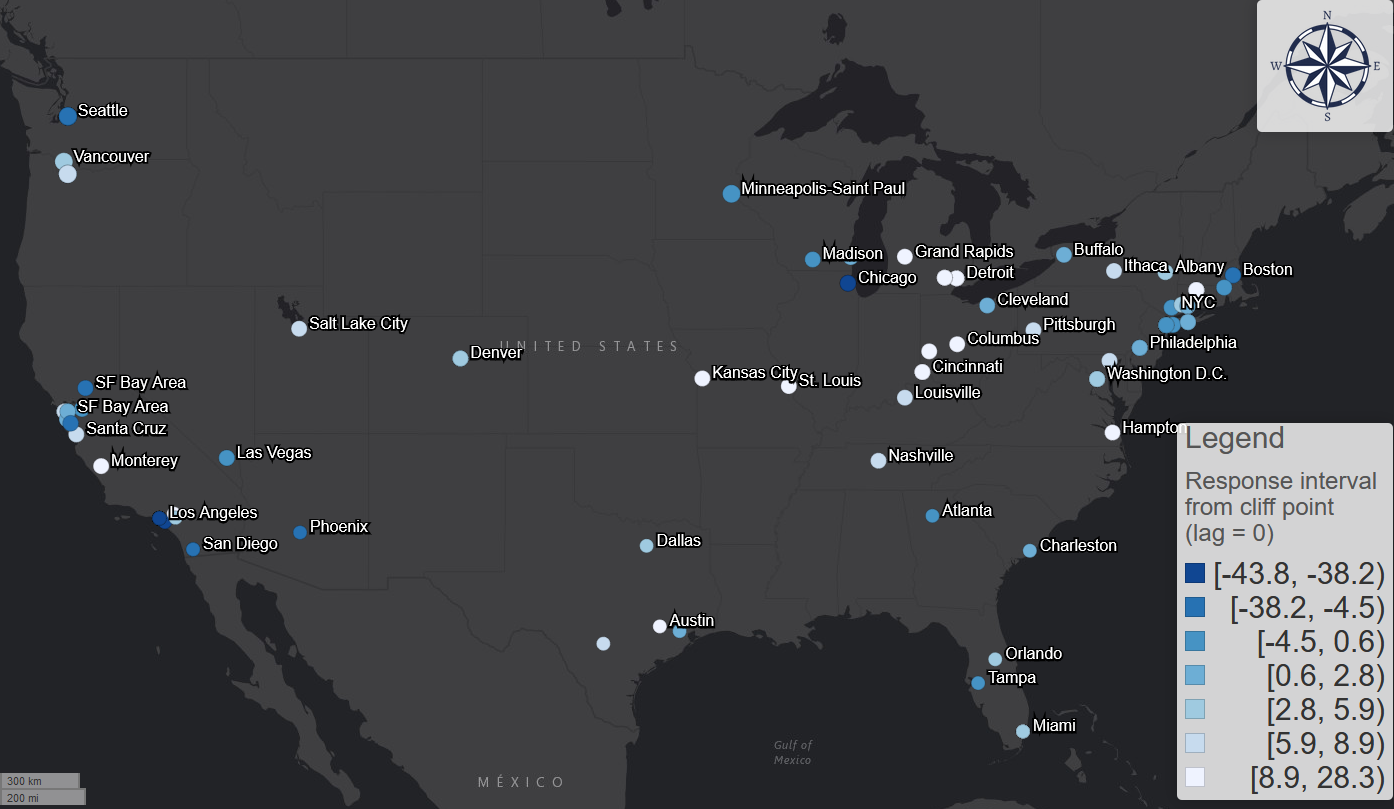 N
W E
S
Seattle
Vancouver
Minneapolis-Saint Paul
Madison
Grand Rapids
Buffalo
Ithaca
Albany
Boston
Chicago
Detroit
Cleveland
NYC
Salt Lake City
Pittsburgh
Columbus
UNITED STATES
Denver
Philadelphia
Kansas City
St. Louis
Cincinnati
Washington D.C.
SF Bay Area
SF Bay Area
Louisville
Santa Cruz
Hampton
Monterey
Las Vegas
Nashville
Los Angeles
Phoenix
San Diego
Atlanta
Dallas
Charleston
Austin
Orlando
Tampa
Miami
Gulf of
Mexico
MÉXICO
Legend
Response interval
from cliff point
(lag = 0)
[-43.8, -38.2)
[-38.2, -4.5)
[-4.5, 0.6)
[0.6, 2.8)
[2.8, 5.9)
[5.9, 8.9)
[8.9, 28.3)
300 km
200 mi